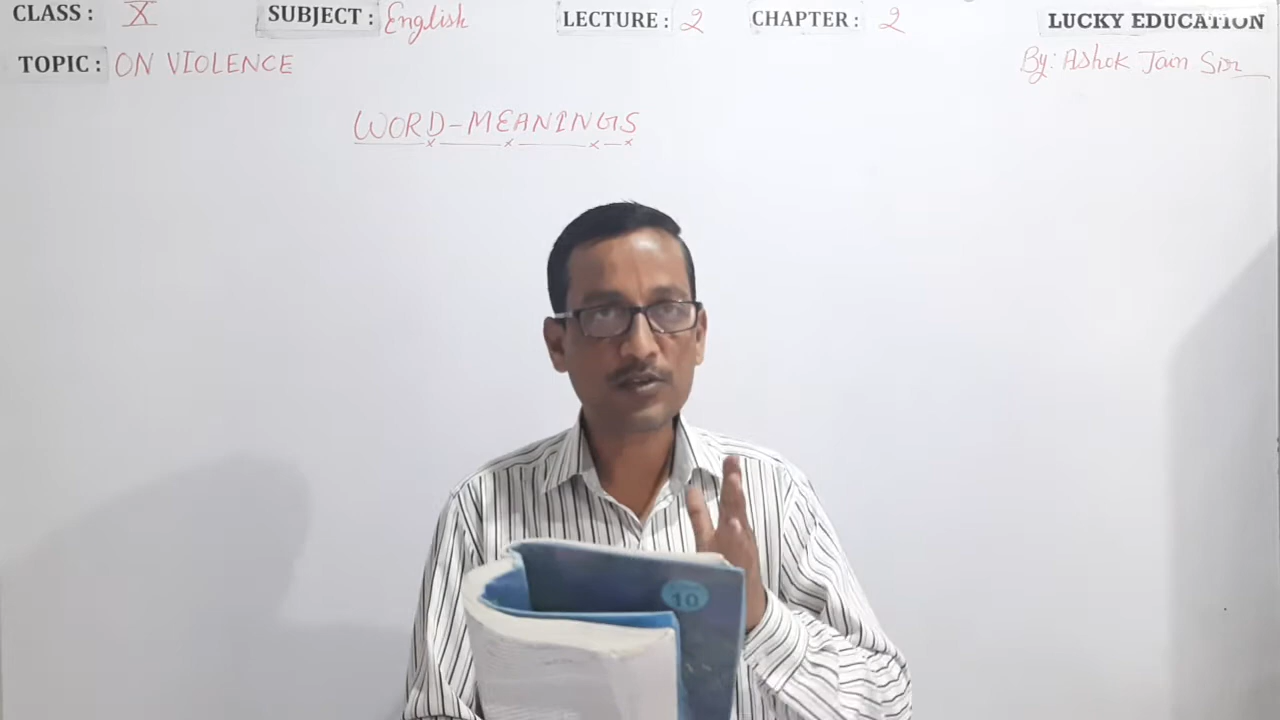 CLASS : X SUBJECT : English LECTURE : 2 CHAPTER : 2 LUCKY EDUCATION
TOPIC : ON VIOLENCE By: Ashok Jain Sir
WORD-MEANINGS
10